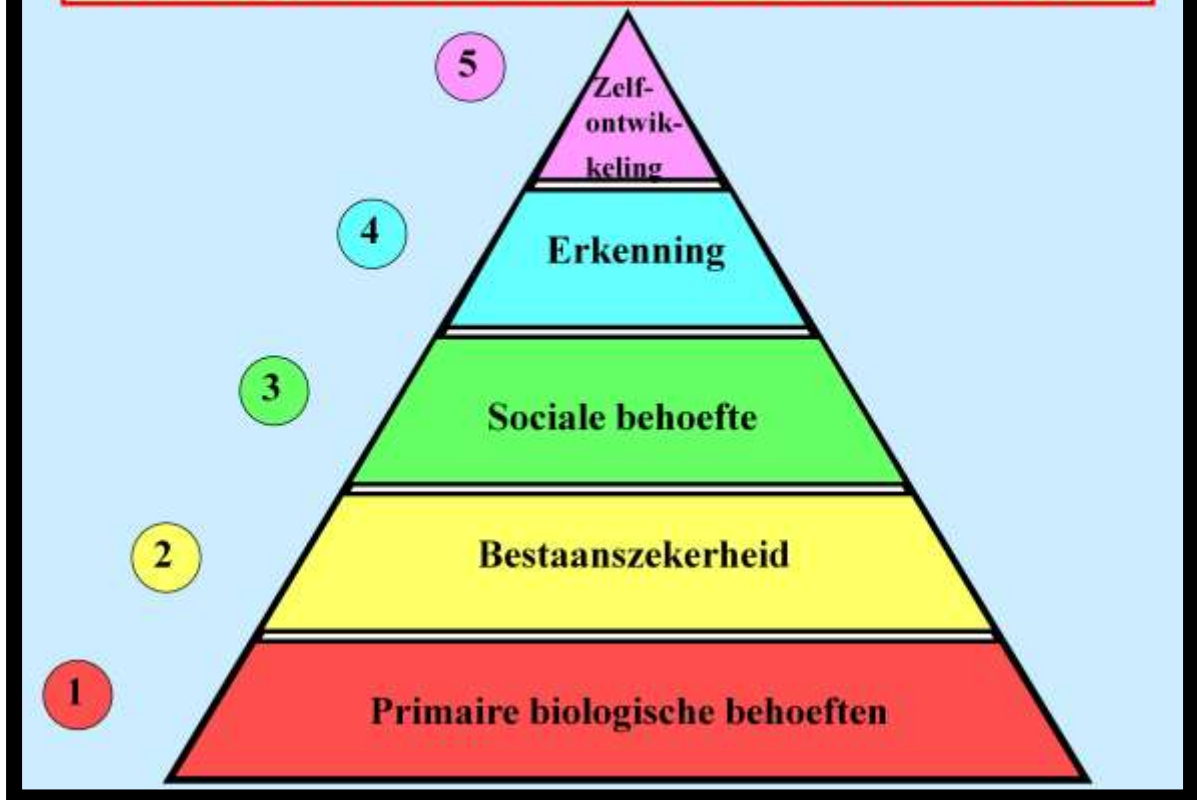 5
Zelf-
ontwik-
keling
4
Erkenning
3
Sociale behoefte
2
Bestaanszekerheid
1
Primaire biologische behoeften